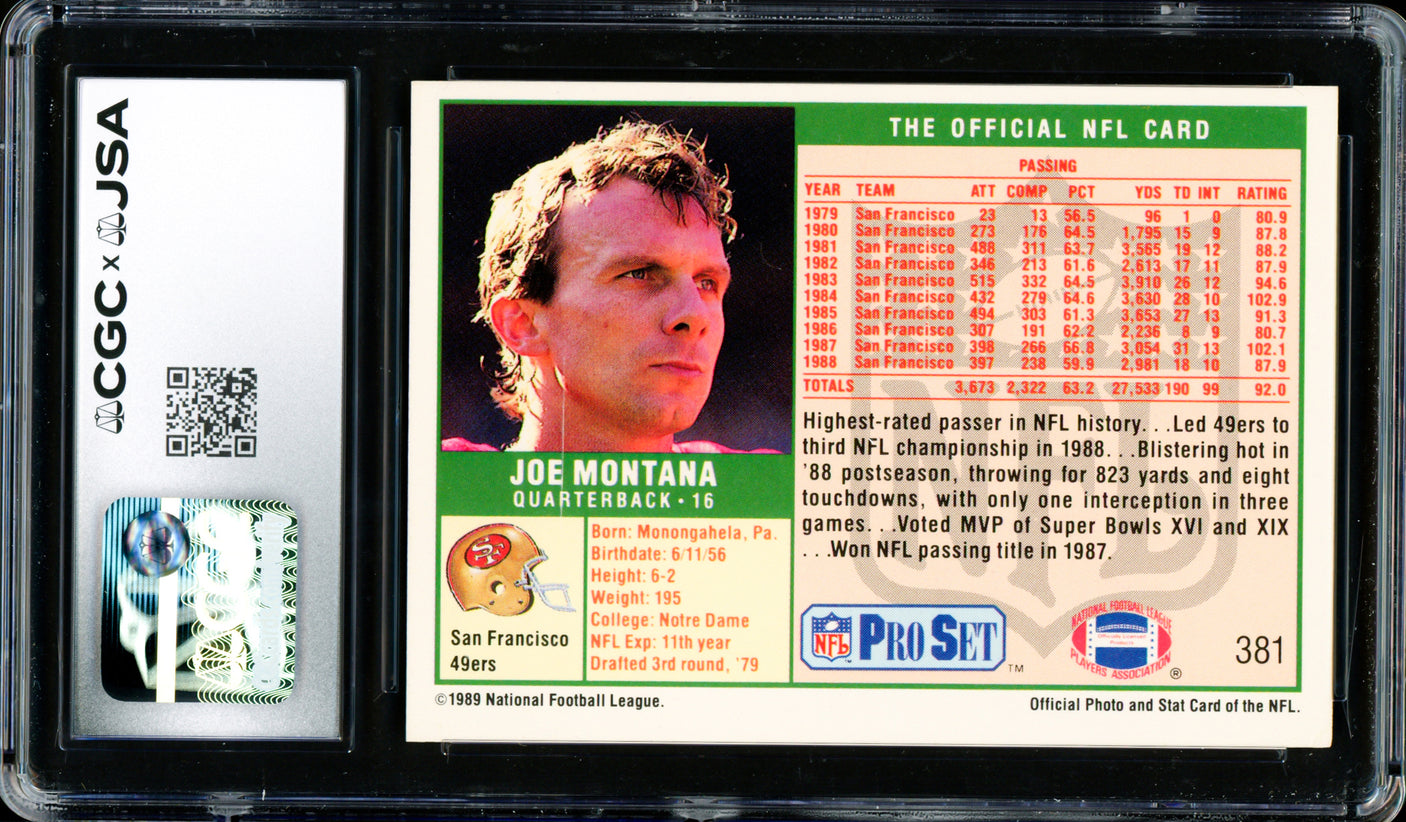 CGC x JSA
THE OFFICIAL NFL CARD
PASSING
YEAR TEAM ATT COMP PCT YDS TD INT RATING
1979 San Francisco 23 13 56.5 96 1 0 80.9
1980 San Francisco 273 176 64.5 1,795 15 9 87.8
1981 San Francisco 488 311 63.7 3,565 19 12 88.2
1982 San Francisco 346 213 61.6 2,613 17 11 87.9
1983 San Francisco 515 332 64.5 3,910 26 12 94.6
1984 San Francisco 432 279 64.6 3,630 28 10 102.9
1985 San Francisco 494 303 61.3 3,653 27 13 91.3
1986 San Francisco 307 191 62.2 2,236 8 9 80.7
1987 San Francisco 398 266 66.8 3,054 31 13 102.1
1988 San Francisco 397 238 59.9 2,981 18 10 87.9
TOTALS 3,673 2,322 63.2 27,533 190 99 92.0
Highest-rated passer in NFL history. . .Led 49ers to
third NFL championship in 1988. . .Blistering hot in
'88 postseason, throwing for 823 yards and eight
touchdowns, with only one interception in three
games. . .Voted MVP of Super Bowls XVI and XIX
. . .Won NFL passing title in 1987.
JOE MONTANA
QUARTERBACK • 16
SF
San Francisco
49ers
Born: Monongahela, Pa.
Birthdate: 6/11/56
Height: 6-2
Weight: 195
College: Notre Dame
NFL Exp: 11th year
Drafted 3rd round, '79
NFL
PRO SET
TM
NATIONAL FOOTBALL LEAGUE
Officially Licensed
Products
PLAYERS ASSOCIATION
®
381
NFL
©1989 National Football League.
Official Photo and Stat Card of the NFL.